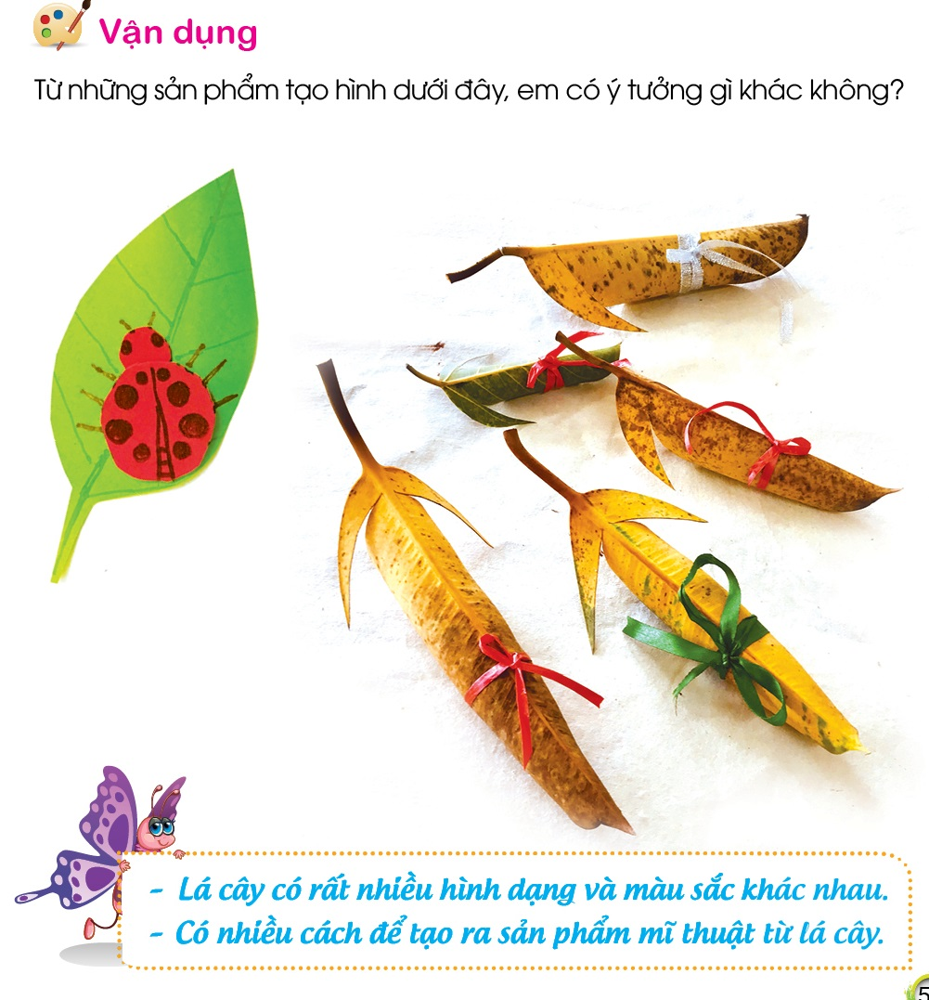 Vận dụng
Từ những sản phẩm tạo hình dưới đây, em có ý tưởng gì khác không?
- Lá cây có rất nhiều hình dạng và màu sắc khác nhau.
- Có nhiều cách để tạo ra sản phẩm mĩ thuật từ lá cây.